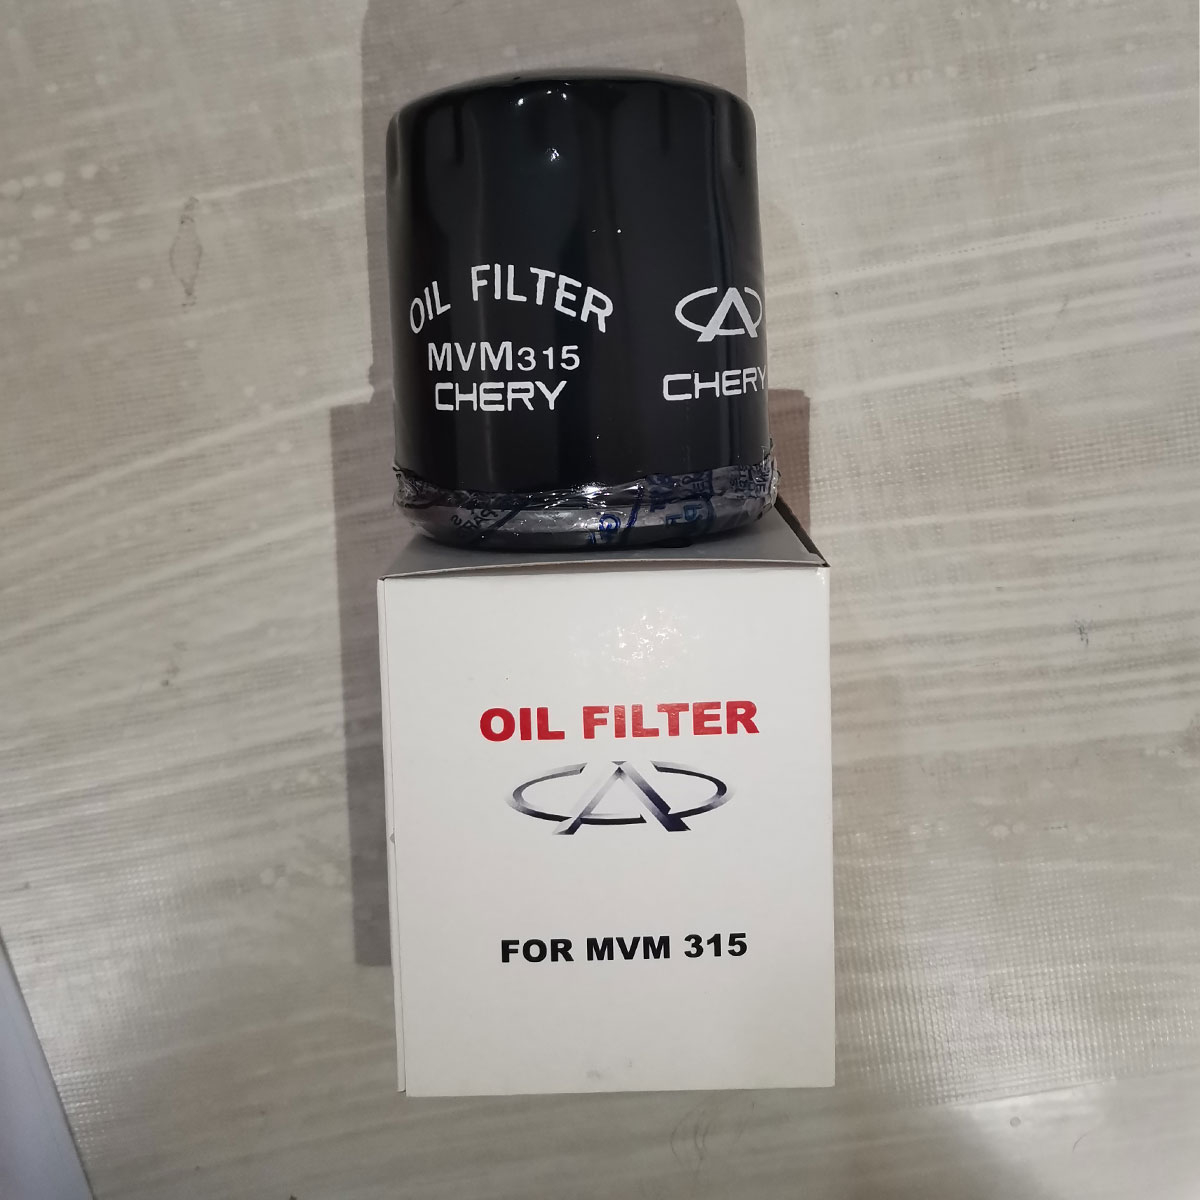 OIL FILTER
MVM315
CHERY
CHERY
OIL FILTER
FOR MVM 315